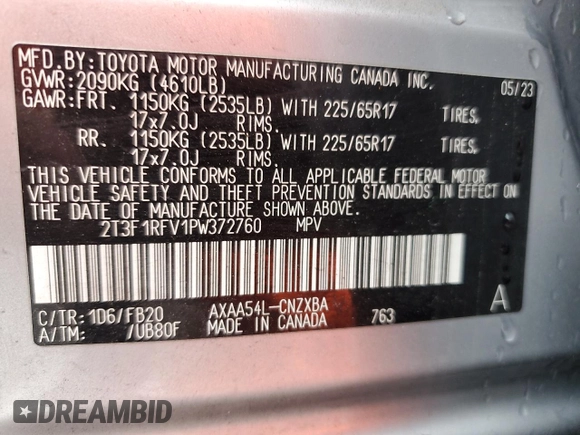 MFD.BY:TOYOTA MOTOR MANUFACTURING CANADA INC.
GVWR:2090KG (4610LB) 05/23
GAWR:FRT. 1150KG (2535LB) WITH 225/65R17 TIRES,
17x7.0J RIMS.
RR. 1150KG (2535LB) WITH 225/65R17 TIRES,
17x7.0J RIMS.
THIS VEHICLE CONFORMS TO ALL APPLICABLE FEDERAL MOTOR
VEHICLE SAFETY AND THEFT PREVENTION STANDARDS IN EFFECT ON
THE DATE OF MANUFACTURE SHOWN ABOVE.
2T3F1RFV1PW372760 MPV
C/TR:1D6/FB20 AXAA54L-CNZXBA 763 A
A/TM: /UB80F MADE IN CANADA
DREAMBID